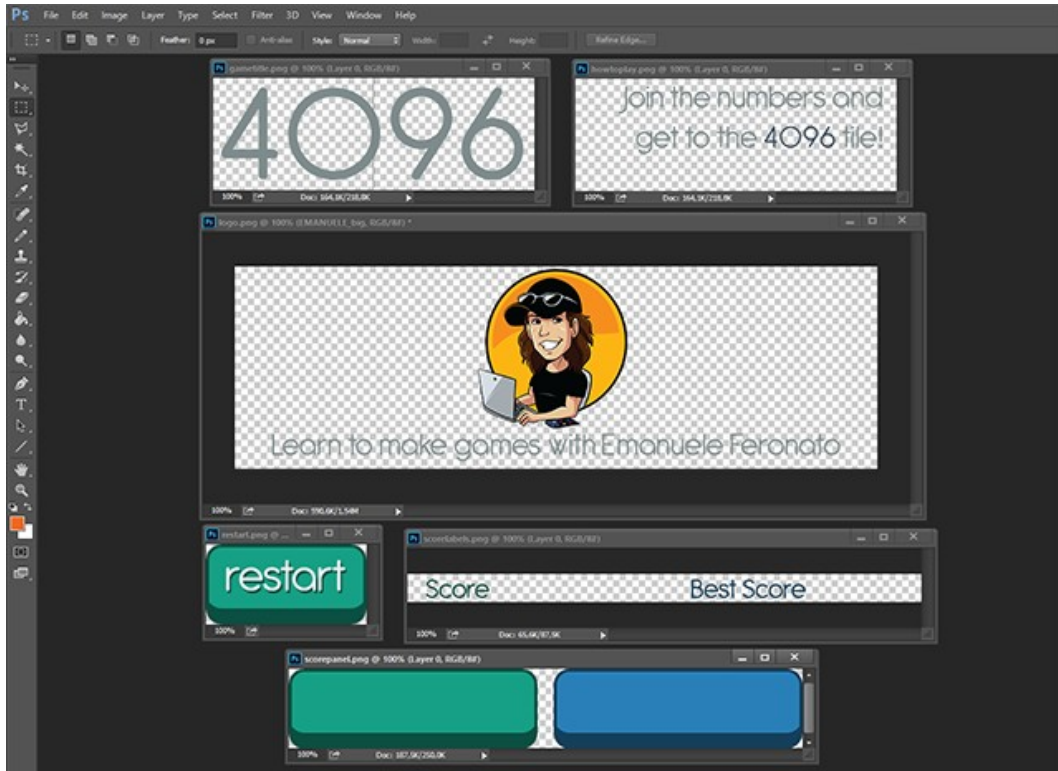 Ps File Edit Image Layer Type Select Filter 3D View Window Help
Feather: 0 px Anti-alias Style: Normal Width: Height: Refine Edge...
gametitle.png @ 100% (Layer 0, RGB/8#)
4096
100% Doc: 164,1K/218,8K
howtoplay.png @ 100% (Layer 0, RGB/8#)
Join the numbers and
get to the 4096 tile!
100% Doc: 164,1K/218,8K
logo.png @ 100% (EMANUELE_big, RGB/8#) *
Learn to make games with Emanuele Feronato
100% Doc: 590,6K/1,54M
restart.png @ ...
restart
100%
scorelabels.png @ 100% (Layer 0, RGB/8#)
Score Best Score
100% Doc: 65,6K/87,5K
scorepanel.png @ 100% (Layer 0, RGB/8#)
100% Doc: 187,5K/250,0K